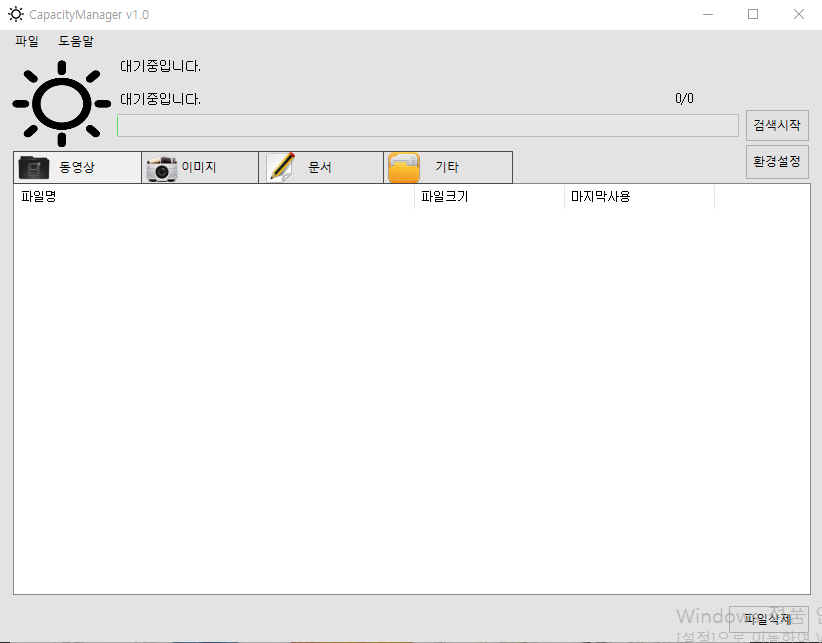 CapacityManager v1.0
파일 도움말
대기중입니다.
대기중입니다. 0/0
검색시작
환경설정
동영상 이미지 문서 기타
파일명 파일크기 마지막사용
Windows 정품
파일삭제
[설정]으로 이동하여